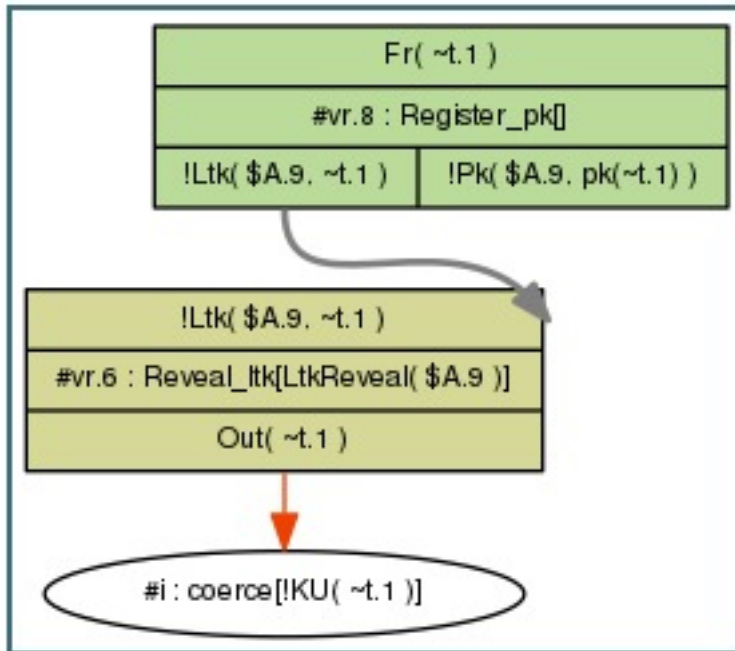 Fr( ~t.1 )
#vr.8 : Register_pk[]
!Ltk( $A.9, ~t.1 ) !Pk( $A.9, pk(~t.1) )
!Ltk( $A.9, ~t.1 )
#vr.6 : Reveal_ltk[LtkReveal( $A.9 )]
Out( ~t.1 )
#i : coerce[!KU( ~t.1 )]